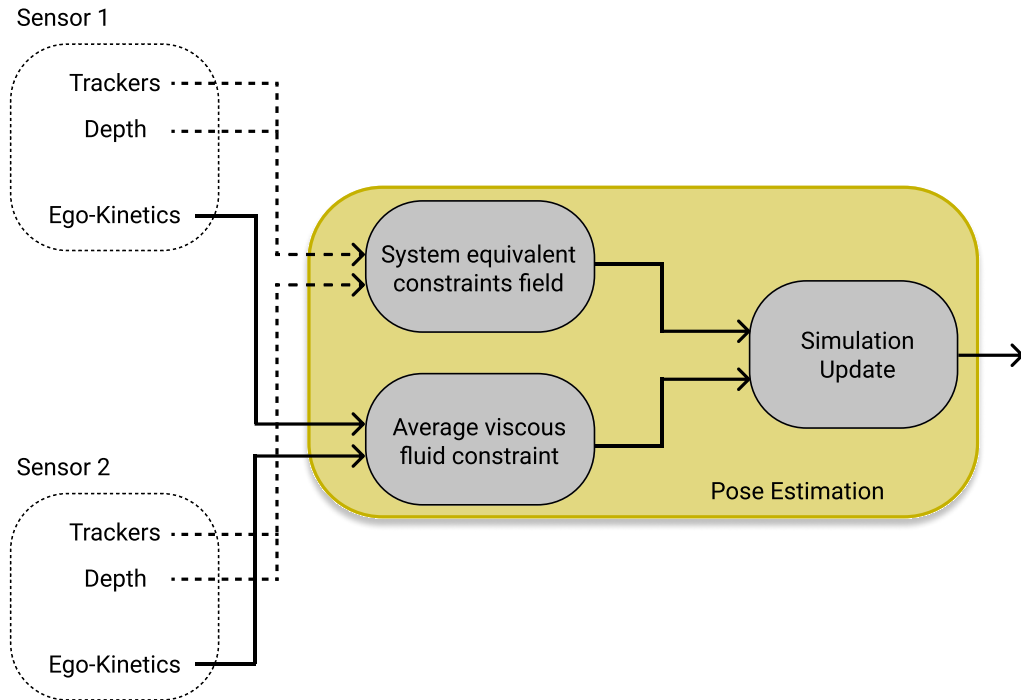 Sensor 1
Trackers
Depth
Ego-Kinetics
System equivalent
constraints field
Simulation
Update
Average viscous
fluid constraint
Pose Estimation
Sensor 2
Trackers
Depth
Ego-Kinetics